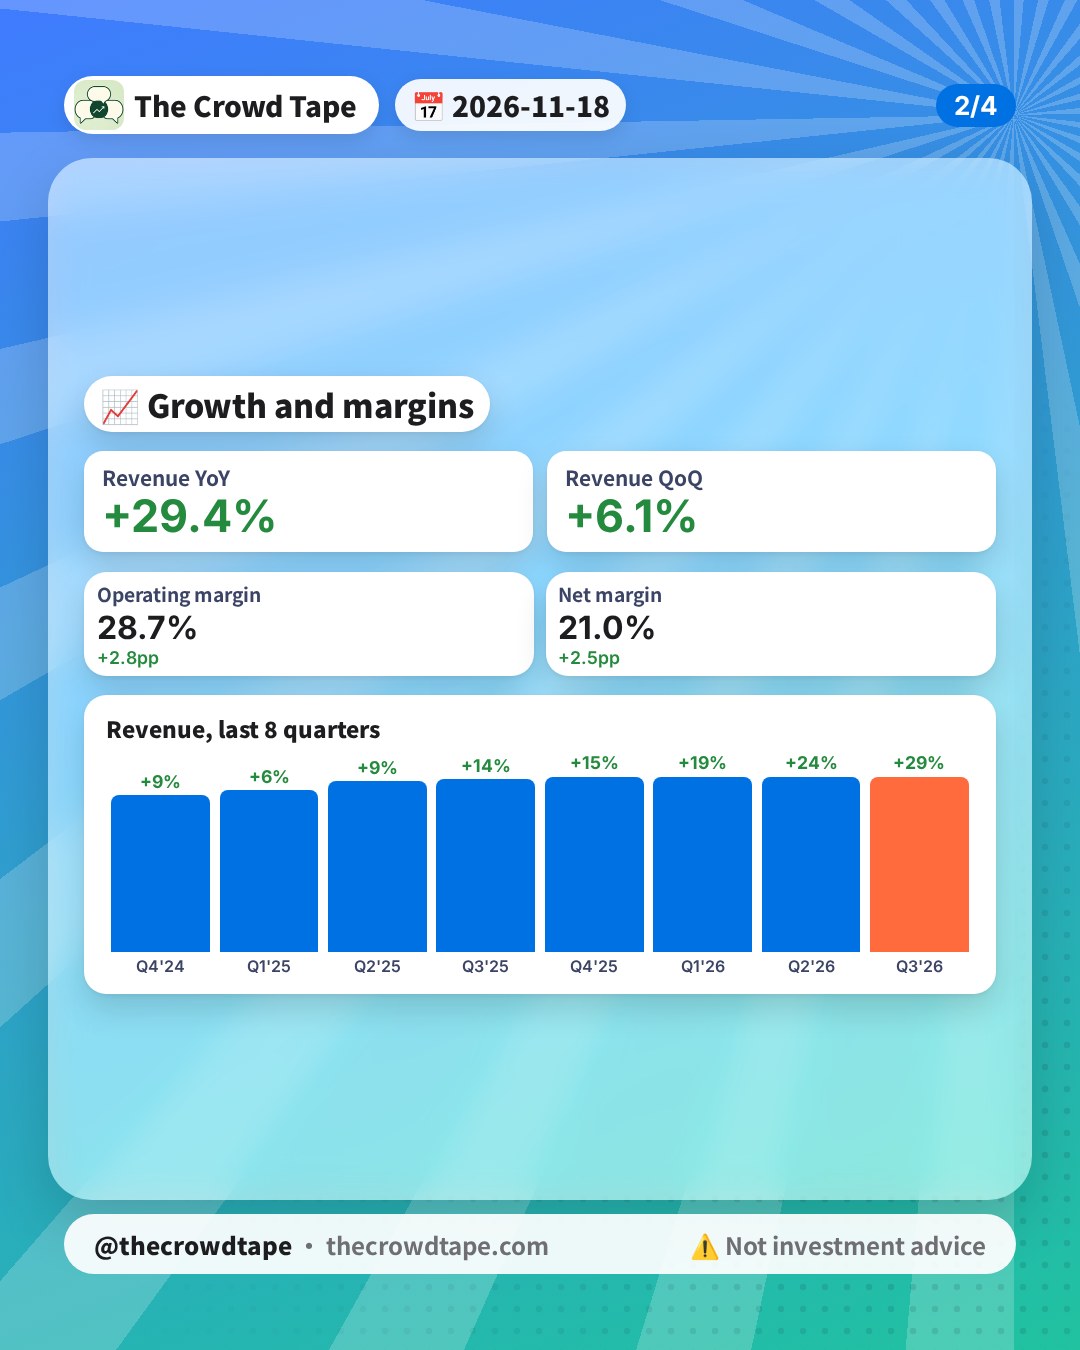 The Crowd Tape
📅 2026-11-18
2/4
📈 Growth and margins
Revenue YoY
+29.4%
Revenue QoQ
+6.1%
Operating margin
28.7%
+2.8pp
Net margin
21.0%
+2.5pp
Revenue, last 8 quarters
+9% +6% +9% +14% +15% +19% +24% +29%
Q4'24 Q1'25 Q2'25 Q3'25 Q4'25 Q1'26 Q2'26 Q3'26
@thecrowdtape • thecrowdtape.com
⚠️ Not investment advice